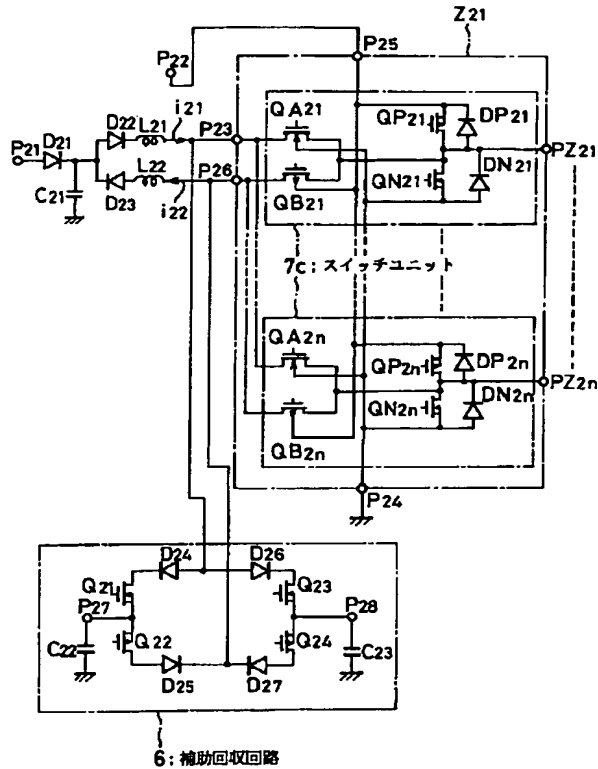 Z21
P25
P22
QA21
QP21
DP21
D22 L21 i21 P23
P21 D21
PZ21
L22 P26
DN21
C21
D23
QN21
i22
QB21
7c;スイッチユニット
QA2n
QP2n
DP2n
PZ2n
QN2n
DN2n
QB2n
P24
D24 D26
Q21 Q23
P27 P28
Q22 Q24
C22 C23
D25 D27
6;補助回収回路